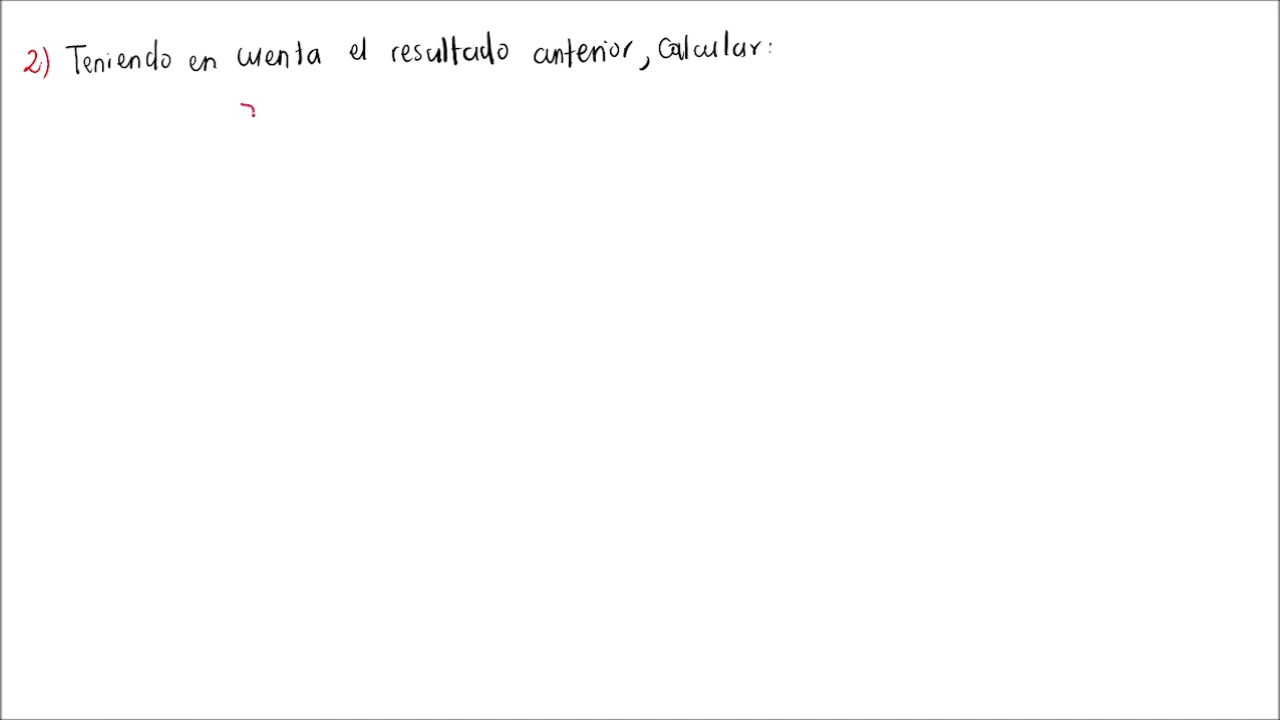 2) Teniendo en cuenta el resultado anterior, calcular: